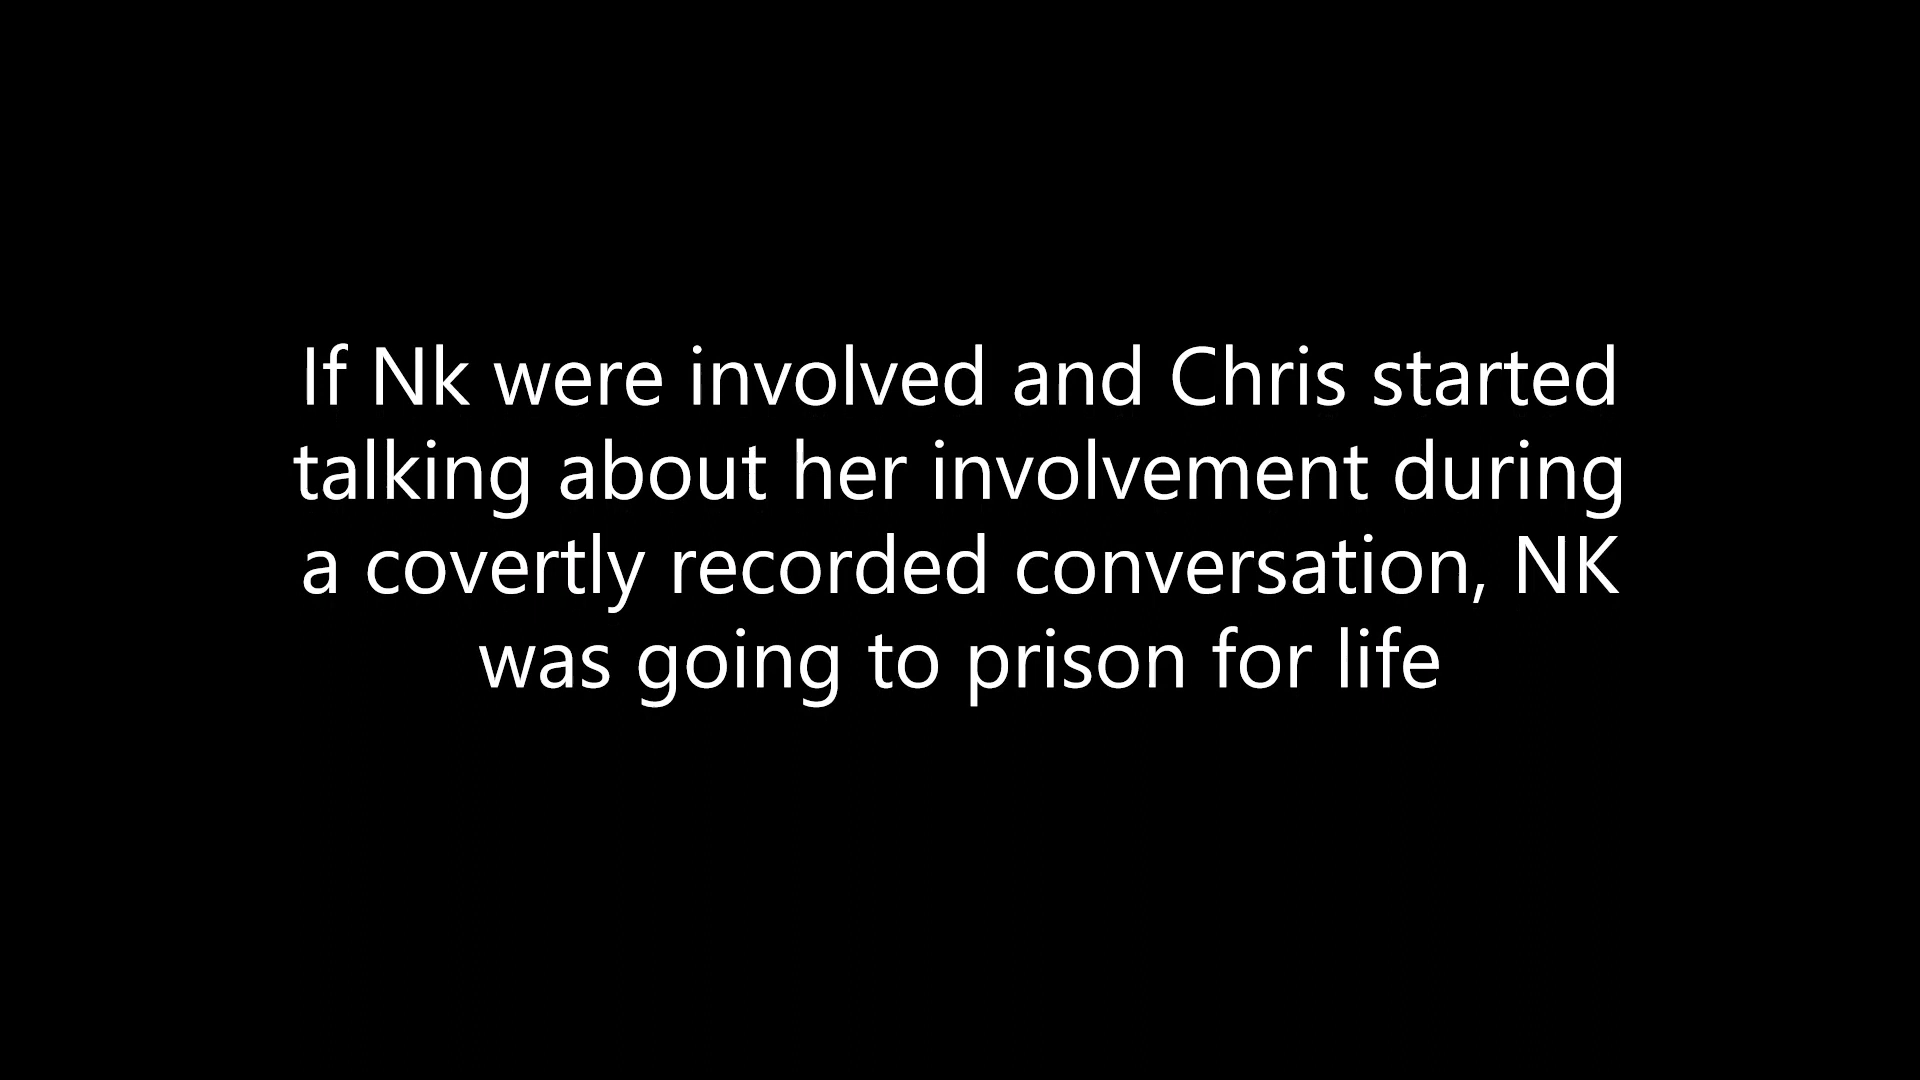 If Nk were involved and Chris started
talking about her involvement during
a covertly recorded conversation, NK
was going to prison for life